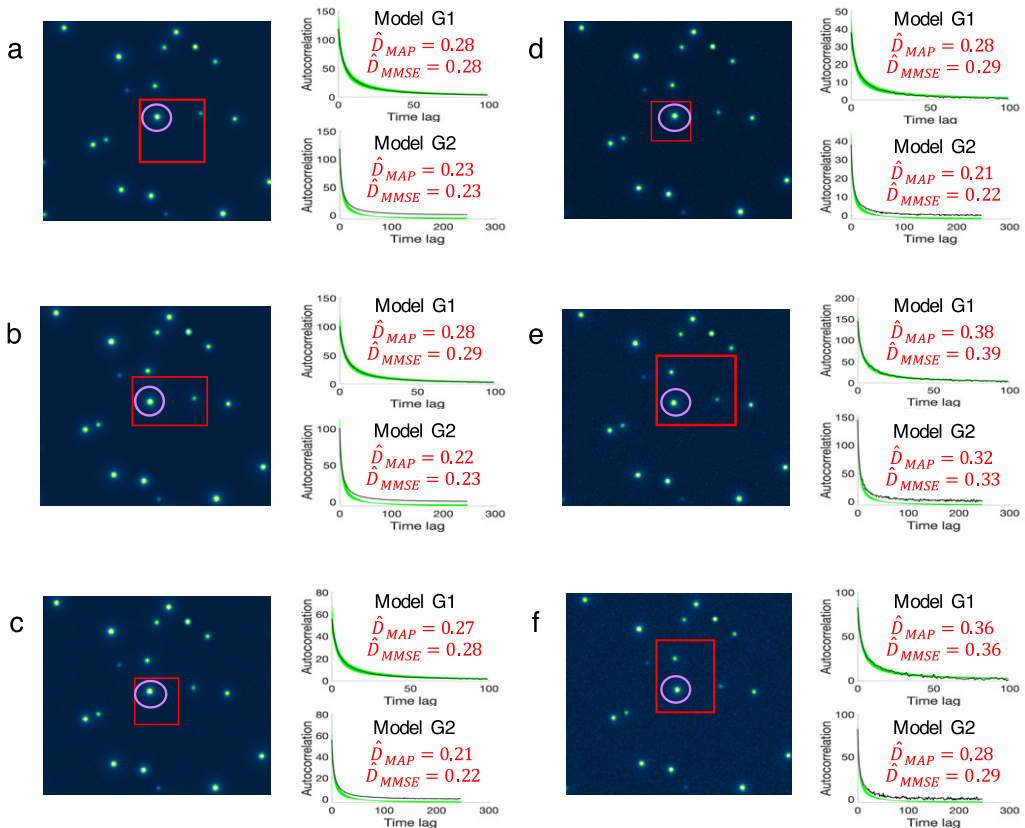 a
Model G1
D̂_MAP = 0.28
D̂_MMSE = 0.28
Autocorrelation
150
100
50
0
0 50 100
Time lag
Model G2
D̂_MAP = 0.23
D̂_MMSE = 0.23
Autocorrelation
150
100
50
0
0 100 200 300
Time lag
d
Model G1
D̂_MAP = 0.28
D̂_MMSE = 0.29
Autocorrelation
50
40
30
20
10
0
0 50 100
Time lag
Model G2
D̂_MAP = 0.21
D̂_MMSE = 0.22
Autocorrelation
40
30
20
10
0
0 100 200 300
Time lag
b
Model G1
D̂_MAP = 0.28
D̂_MMSE = 0.29
Autocorrelation
150
100
50
0
0 50 100
Time lag
Model G2
D̂_MAP = 0.22
D̂_MMSE = 0.23
Autocorrelation
100
50
0
0 100 200 300
Time lag
e
Model G1
D̂_MAP = 0.38
D̂_MMSE = 0.39
Autocorrelation
200
150
100
50
0
0 50 100
Time lag
Model G2
D̂_MAP = 0.32
D̂_MMSE = 0.33
Autocorrelation
150
100
50
0
0 100 200 300
Time lag
c
Model G1
D̂_MAP = 0.27
D̂_MMSE = 0.28
Autocorrelation
80
60
40
20
0
0 50 100
Time lag
Model G2
D̂_MAP = 0.21
D̂_MMSE = 0.22
Autocorrelation
80
60
40
20
0
0 100 200 300
Time lag
f
Model G1
D̂_MAP = 0.36
D̂_MMSE = 0.36
Autocorrelation
100
50
0
0 50 100
Time lag
Model G2
D̂_MAP = 0.28
D̂_MMSE = 0.29
Autocorrelation
100
50
0
0 100 200 300
Time lag